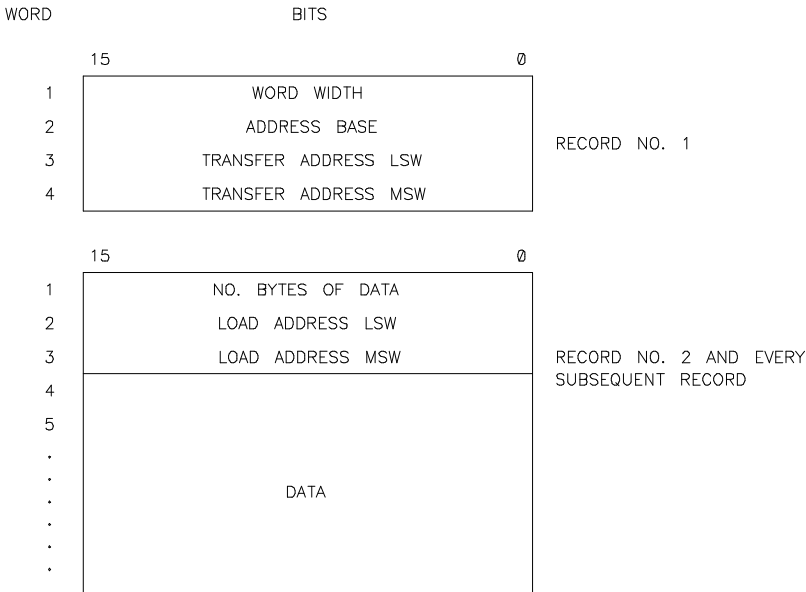 WORD BITS
15 0
1 WORD WIDTH
2 ADDRESS BASE
RECORD NO. 1
3 TRANSFER ADDRESS LSW
4 TRANSFER ADDRESS MSW
15 0
1 NO. BYTES OF DATA
2 LOAD ADDRESS LSW
3 LOAD ADDRESS MSW RECORD NO. 2 AND EVERY
SUBSEQUENT RECORD
4
5
.
.
DATA
.
.
.
.